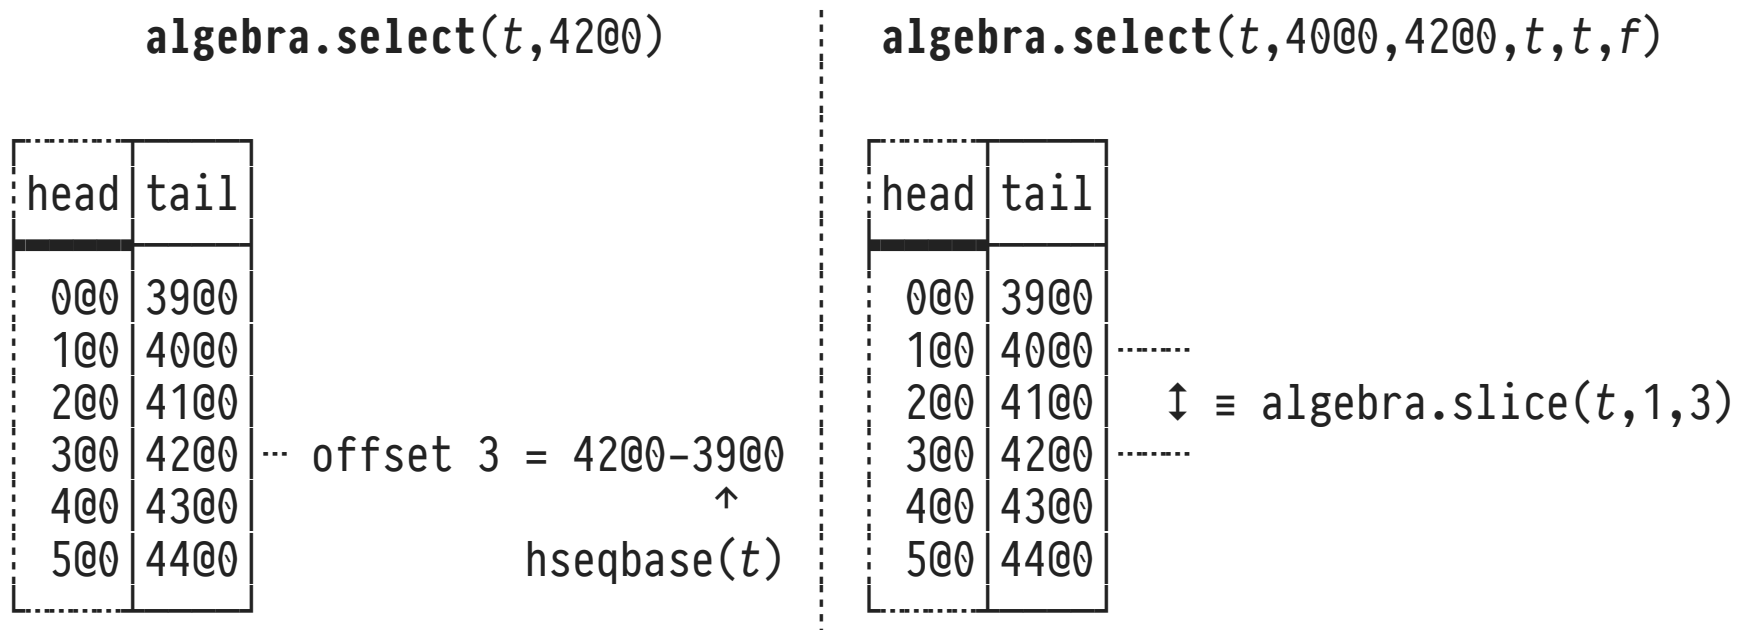 algebra.select(t,42@0)
head tail
0@0 39@0
1@0 40@0
2@0 41@0
3@0 42@0 offset 3 = 42@0–39@0
4@0 43@0 ↑
5@0 44@0 hseqbase(t)
algebra.select(t,40@0,42@0,t,t,f)
head tail
0@0 39@0
1@0 40@0
2@0 41@0 ↕ ≡ algebra.slice(t,1,3)
3@0 42@0
4@0 43@0
5@0 44@0